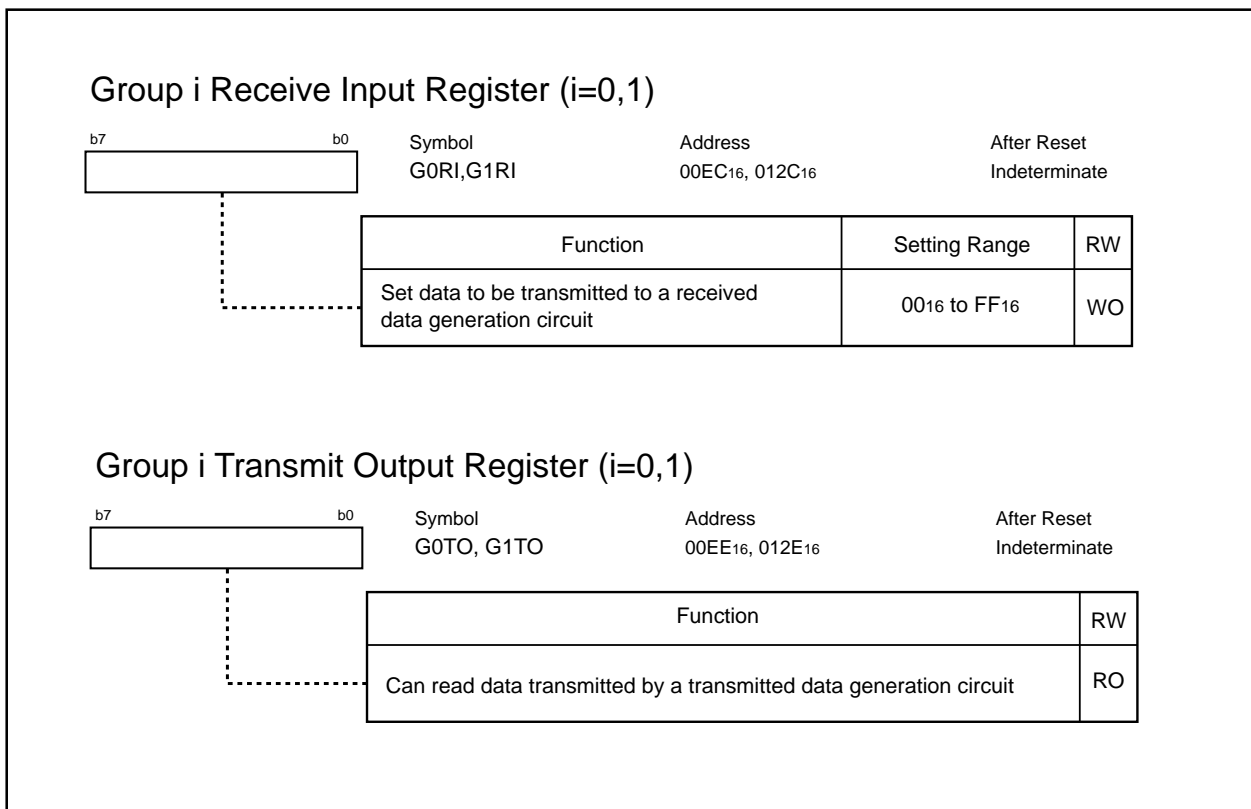 Group i Receive Input Register (i=0,1)
b7 b0 Symbol Address After Reset
G0RI,G1RI 00EC16, 012C16 Indeterminate
Function Setting Range RW
Set data to be transmitted to a received
data generation circuit
0016 to FF16 WO
Group i Transmit Output Register (i=0,1)
b7 b0 Symbol Address After Reset
G0TO, G1TO 00EE16, 012E16 Indeterminate
Function RW
Can read data transmitted by a transmitted data generation circuit RO